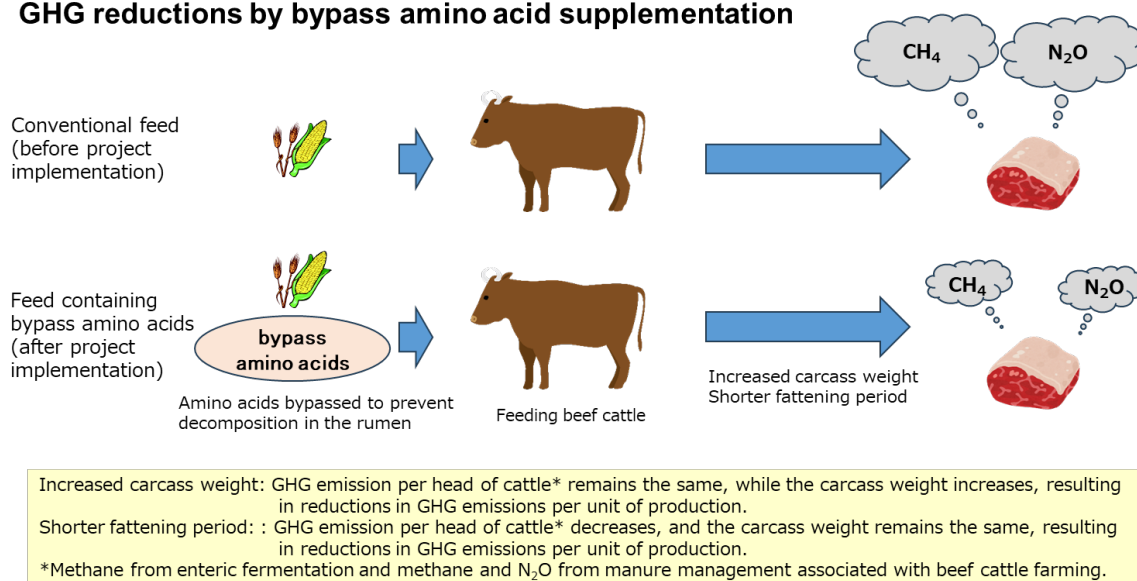 GHG reductions by bypass amino acid supplementation
CH₄
N₂O
Conventional feed
(before project
implementation)
Feed containing
bypass amino acids
(after project
implementation)
bypass
amino acids
Amino acids bypassed to prevent
decomposition in the rumen
Feeding beef cattle
Increased carcass weight
Shorter fattening period
CH₄
N₂O
Increased carcass weight: GHG emission per head of cattle* remains the same, while the carcass weight increases, resulting
in reductions in GHG emissions per unit of production.
Shorter fattening period: : GHG emission per head of cattle* decreases, and the carcass weight remains the same, resulting
in reductions in GHG emissions per unit of production.
*Methane from enteric fermentation and methane and N₂O from manure management associated with beef cattle farming.